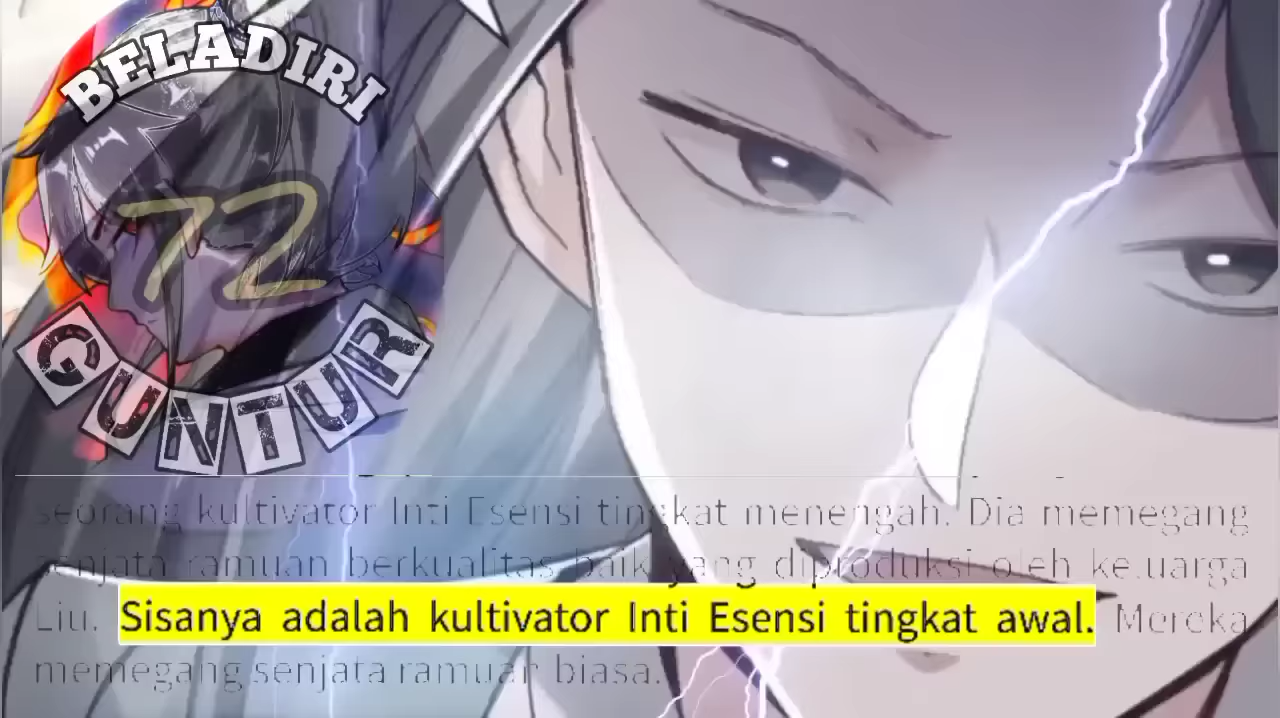 BELADIRI
72
GUNTUR
seorang kultivator Inti Esensi tingkat menengah. Dia memegang
senjata ramuan berkualitas baik yang diproduksi oleh keluarga
Liu. Sisanya adalah kultivator Inti Esensi tingkat awal. Mereka
memegang senjata ramuan biasa.